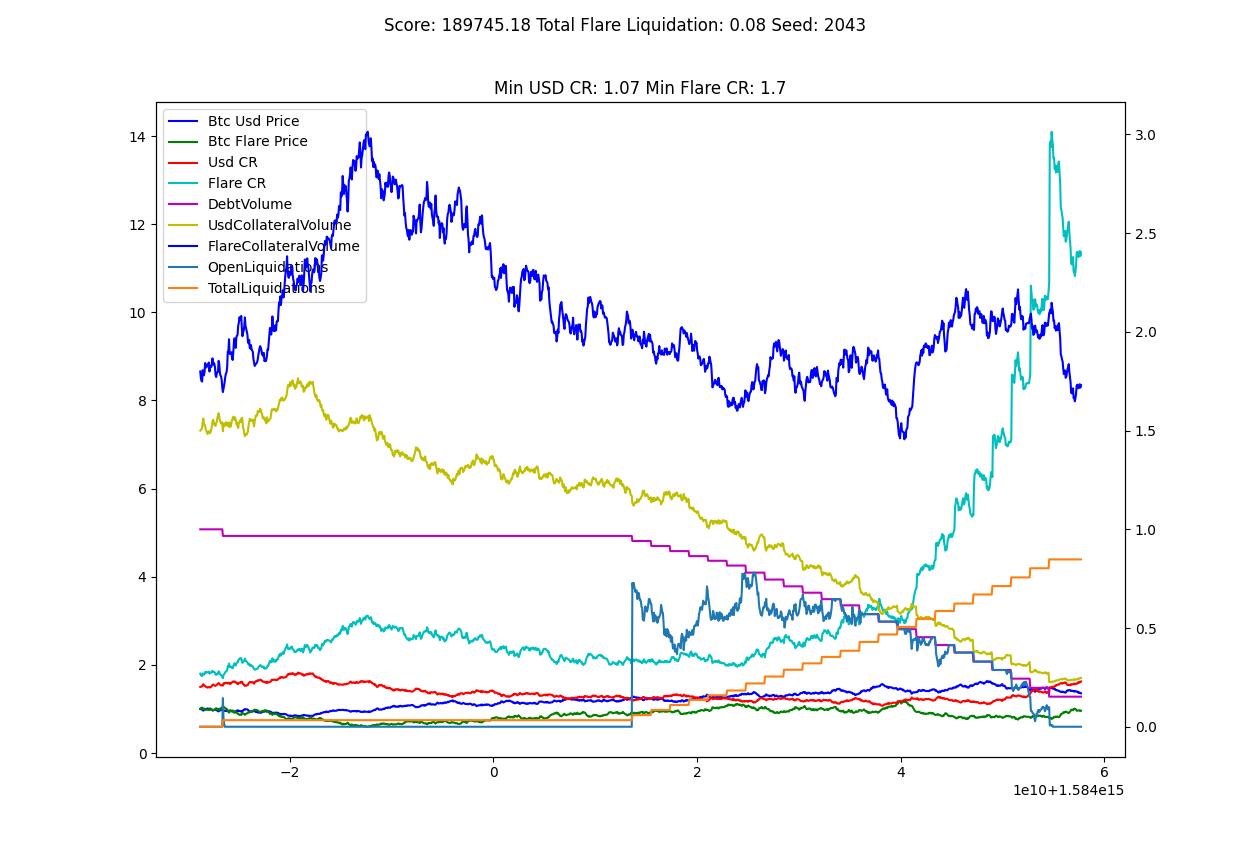 Score: 189745.18 Total Flare Liquidation: 0.08 Seed: 2043
Min USD CR: 1.07 Min Flare CR: 1.7
Btc Usd Price
Btc Flare Price
Usd CR
Flare CR
DebtVolume
UsdCollateralVolume
FlareCollateralVolume
OpenLiquidations
TotalLiquidations
14
12
10
8
6
4
2
0
3.0
2.5
2.0
1.5
1.0
0.5
0.0
−2 0 2 4 6
1e10+1.584e15